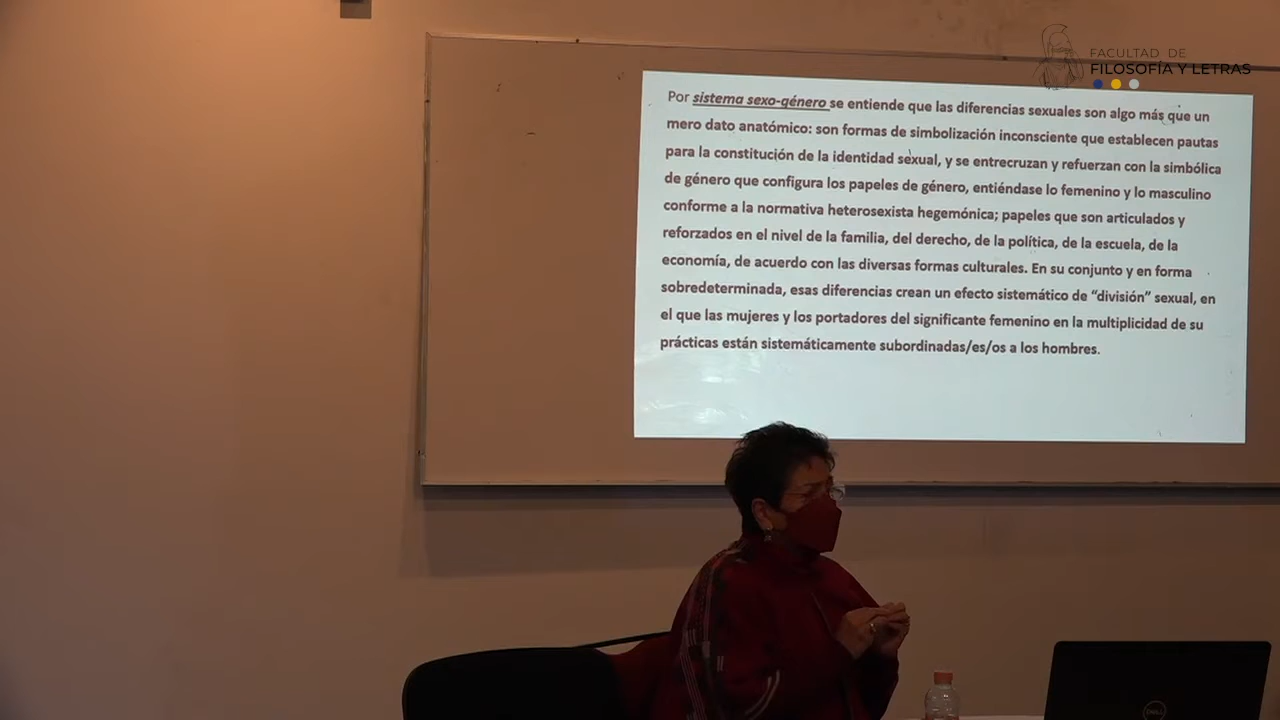 FACULTAD DE
FILOSOFÍA Y LETRAS
Por sistema sexo-género se entiende que las diferencias sexuales son algo más que un
mero dato anatómico: son formas de simbolización inconsciente que establecen pautas
para la constitución de la identidad sexual, y se entrecruzan y refuerzan con la simbólica
de género que configura los papeles de género, entiéndase lo femenino y lo masculino
conforme a la normativa heterosexista hegemónica; papeles que son articulados y
reforzados en el nivel de la familia, del derecho, de la política, de la escuela, de la
economía, de acuerdo con las diversas formas culturales. En su conjunto y en forma
sobredeterminada, esas diferencias crean un efecto sistemático de “división” sexual, en
el que las mujeres y los portadores del significante femenino en la multiplicidad de su
prácticas están sistemáticamente subordinadas/es/os a los hombres.
DELL